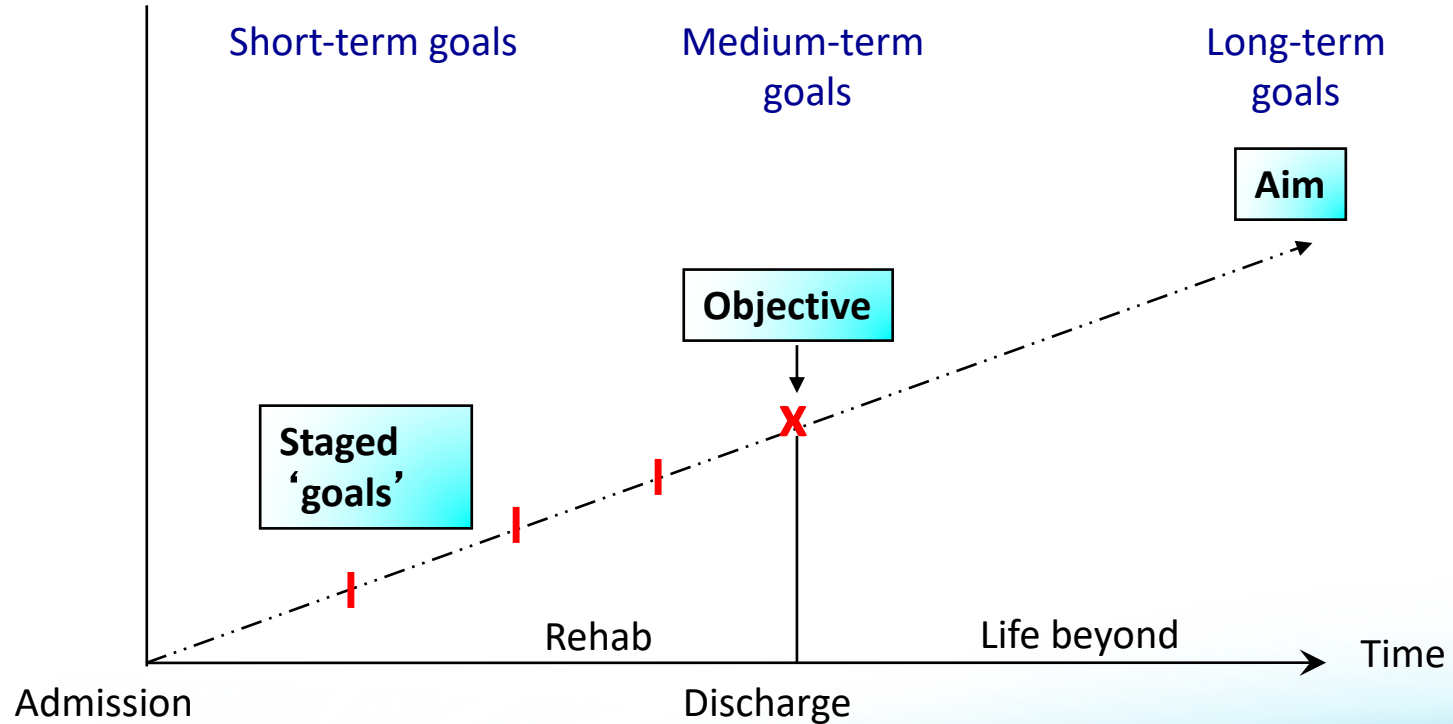 Short-term goals
Medium-term
goals
Long-term
goals
Aim
Objective
X
Staged
‘goals’
Rehab
Life beyond
Time
Admission
Discharge